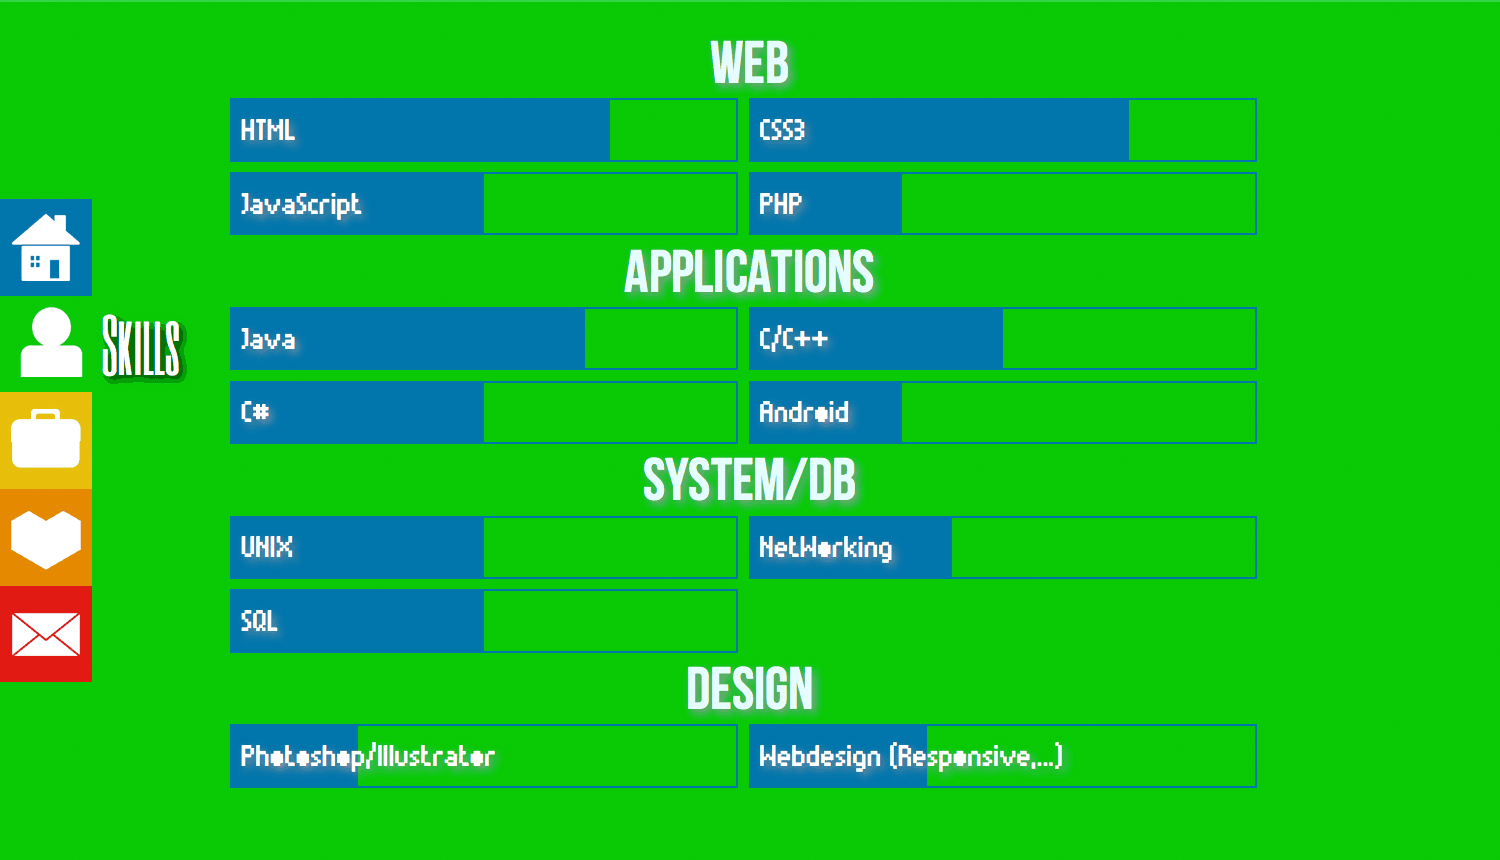 WEB
HTML
CSS3
JavaScript
PHP
APPLICATIONS
Java
C/C++
C#
Android
Skills
SYSTEM/DB
UNIX
NetWorking
SQL
DESIGN
Photoshop/Illustrator
Webdesign (Responsive,...)